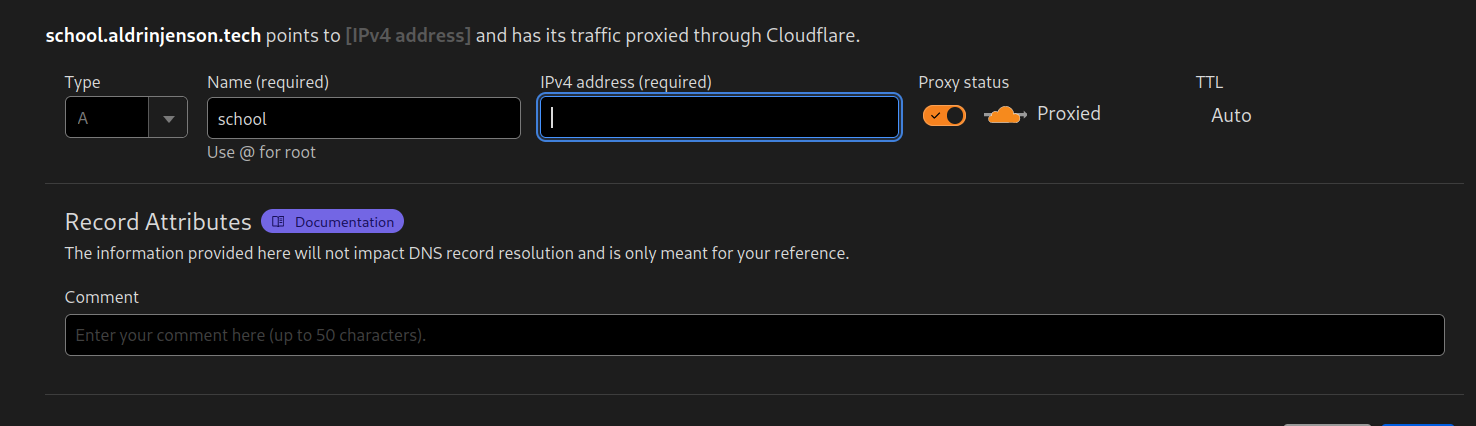 school.aldrinjenson.tech points to [IPv4 address] and has its traffic proxied through Cloudflare.
Type Name (required) IPv4 address (required) Proxy status TTL
A school Proxied Auto
Use @ for root
Record Attributes Documentation
The information provided here will not impact DNS record resolution and is only meant for your reference.
Comment
Enter your comment here (up to 50 characters).